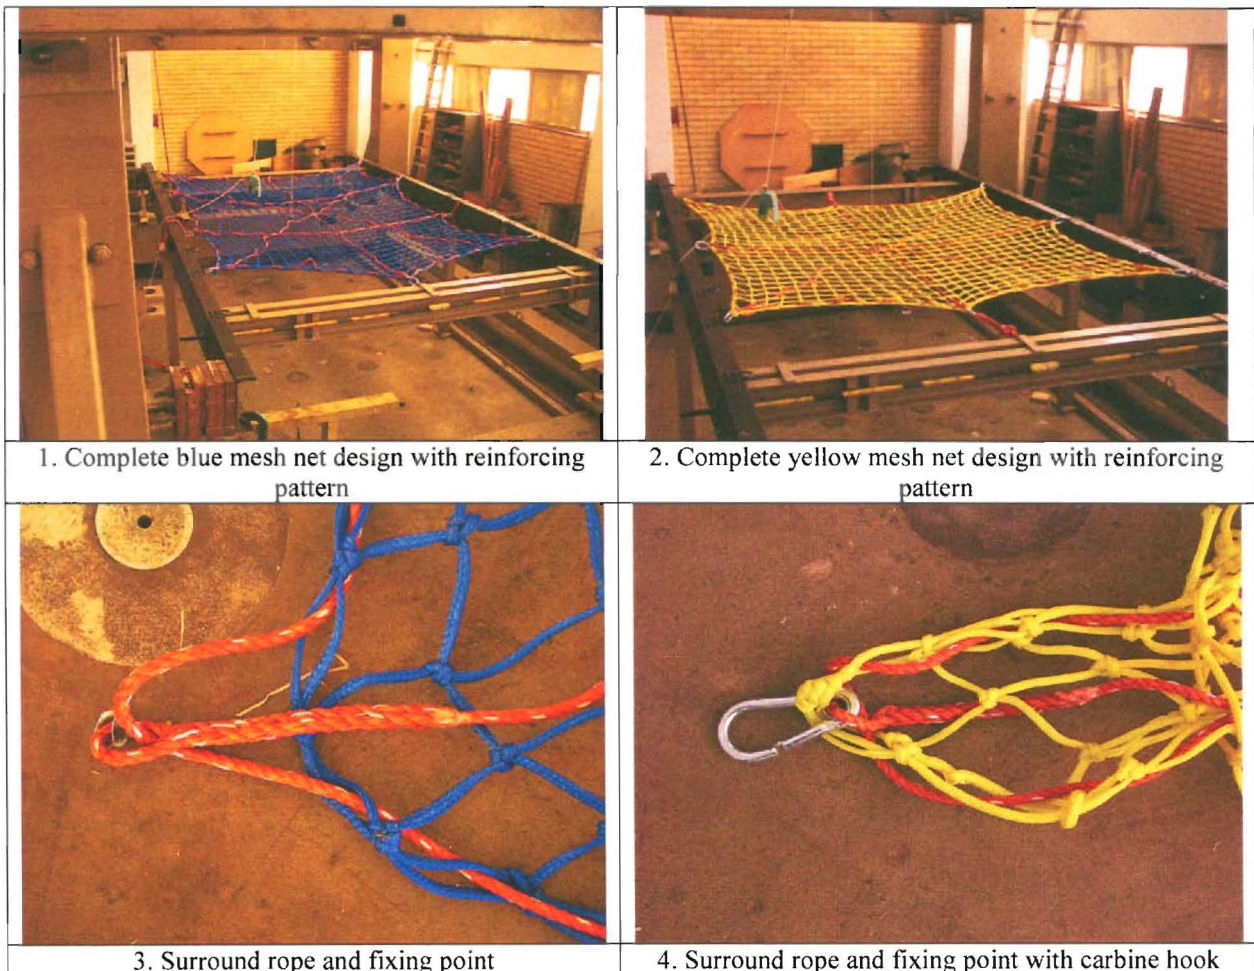 1. Complete blue mesh net design with reinforcing
pattern
2. Complete yellow mesh net design with reinforcing
pattern
3. Surround rope and fixing point
4. Surround rope and fixing point with carbine hook